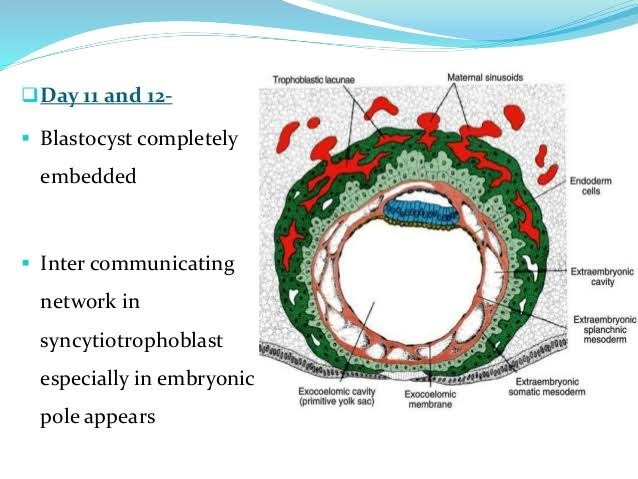 Day 11 and 12-
Blastocyst completely
embedded
Inter communicating
network in
syncytiotrophoblast
especially in embryonic
pole appears
Trophoblastic lacunae
Maternal sinusoids
Endoderm
cells
Extraembryonic
cavity
Extraembryonic
splanchnic
mesoderm
Extraembryonic
somatic mesoderm
Exocoelomic
membrane
Exocoelomic cavity
(primitive yolk sac)